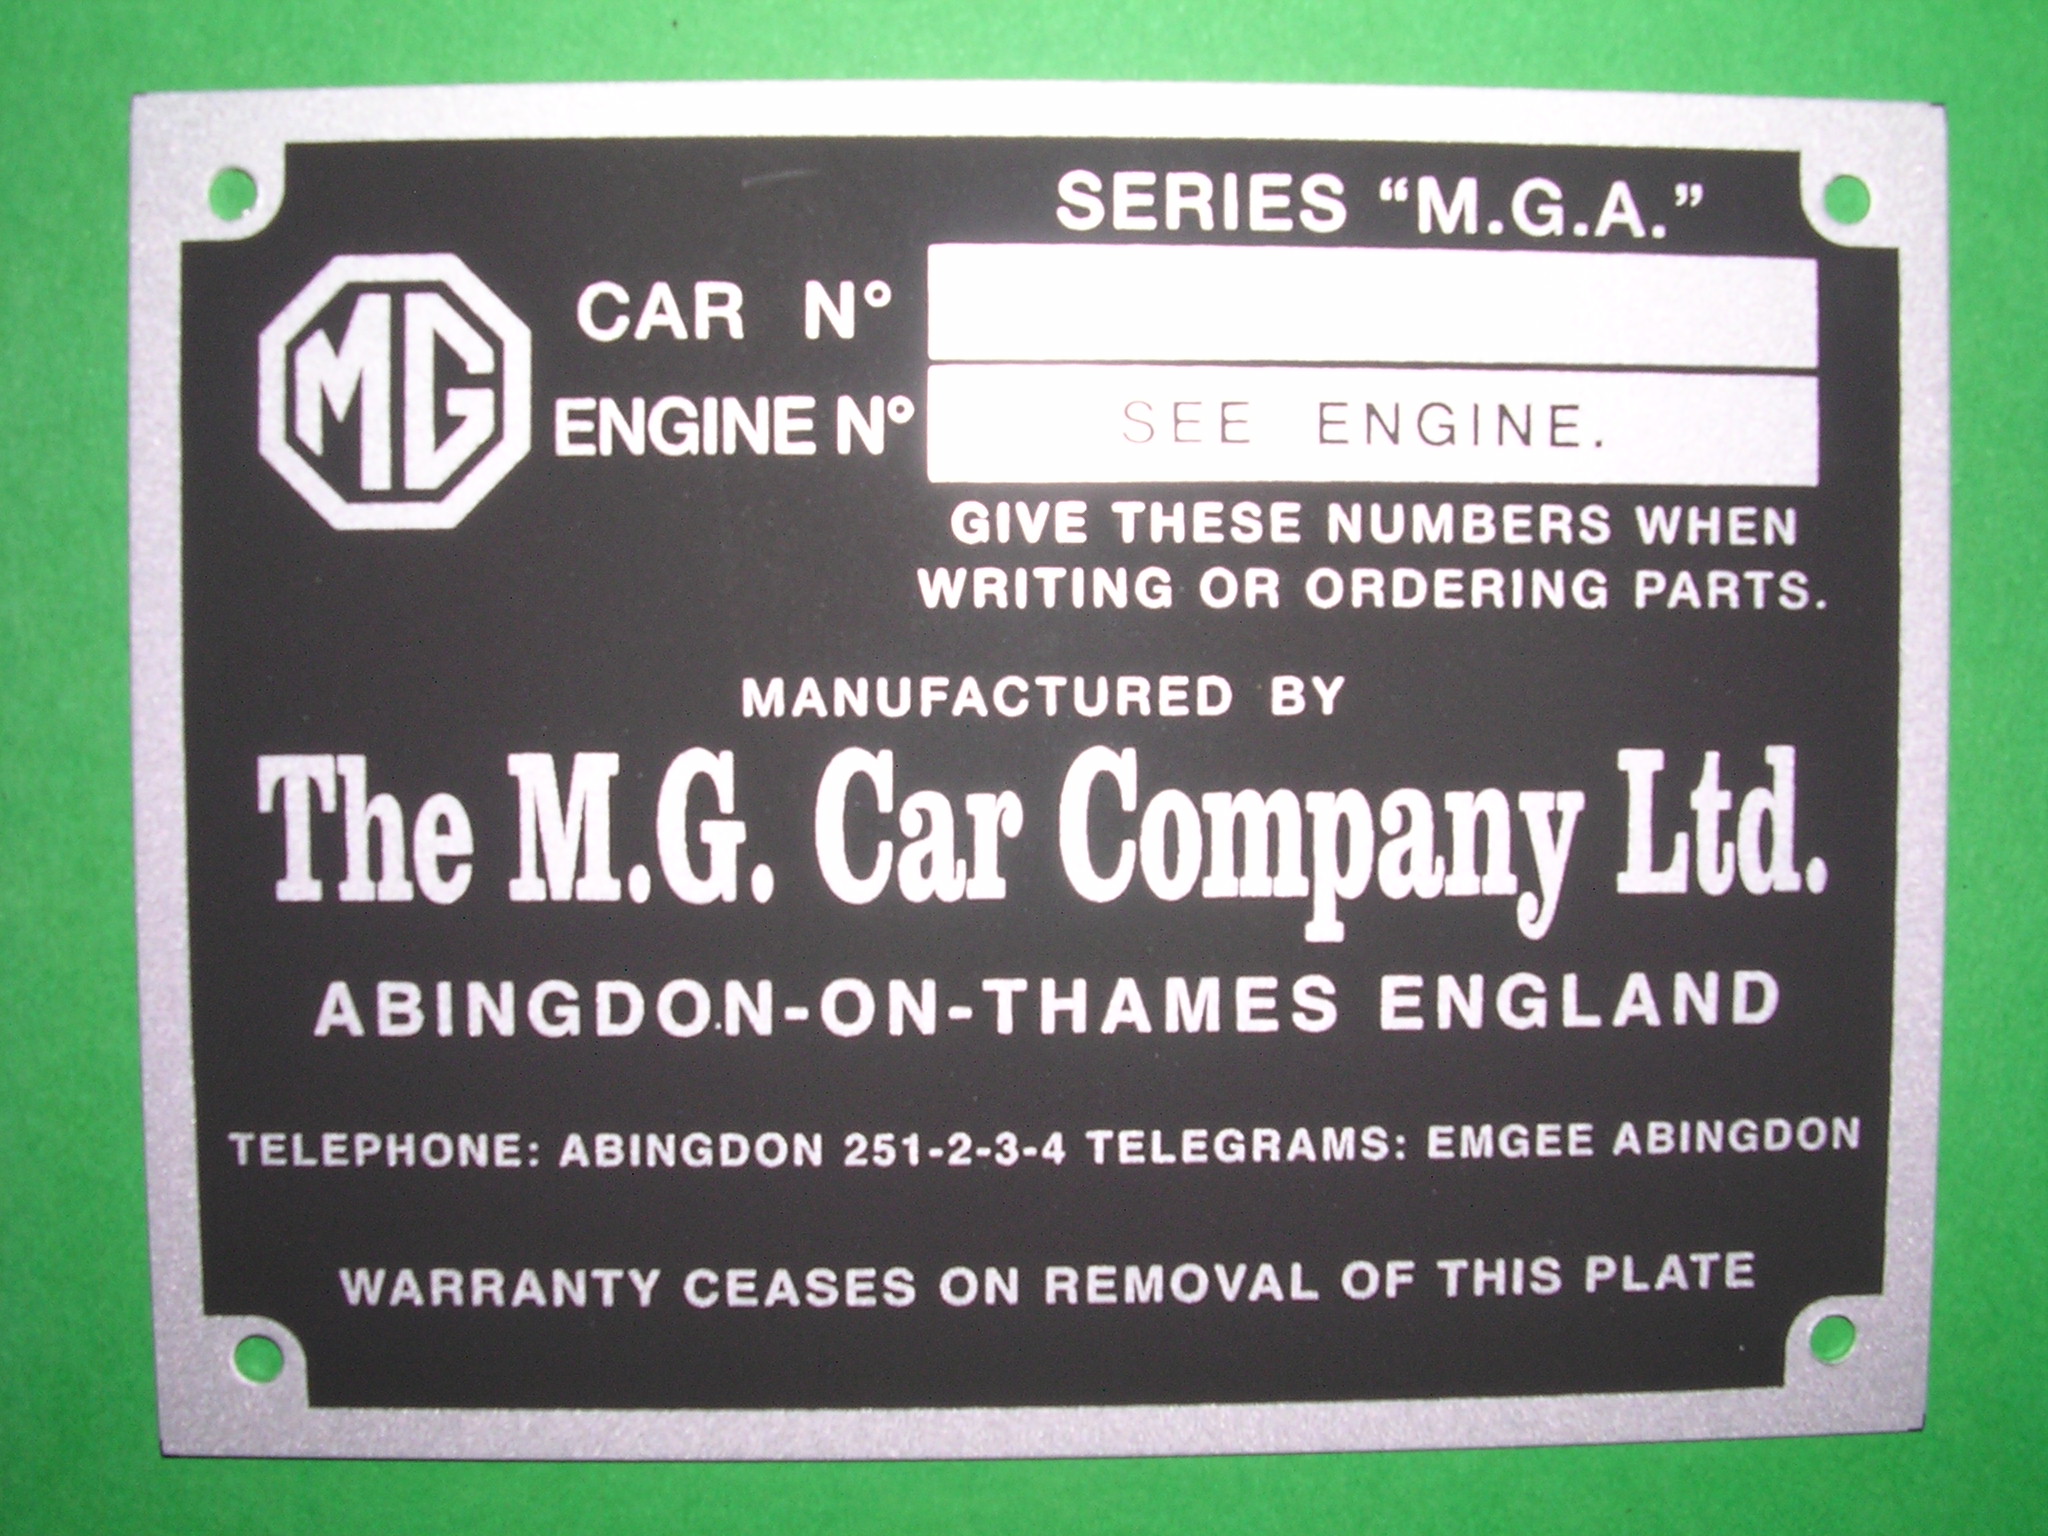 SERIES “M.G.A.”
MG
CAR Nº
ENGINE Nº SEE ENGINE.
GIVE THESE NUMBERS WHEN
WRITING OR ORDERING PARTS.
MANUFACTURED BY
The M.G. Car Company Ltd.
ABINGDON-ON-THAMES ENGLAND
TELEPHONE: ABINGDON 251-2-3-4 TELEGRAMS: EMGEE ABINGDON
WARRANTY CEASES ON REMOVAL OF THIS PLATE